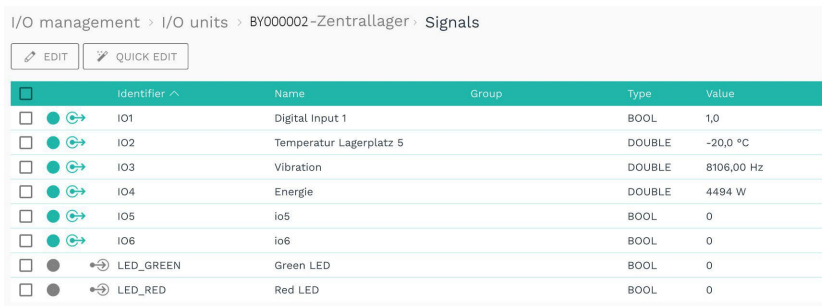 I/O management > I/O units > BY000002-Zentrallager > Signals
EDIT QUICK EDIT
Identifier Name Group Type Value
IO1 Digital Input 1 BOOL 1,0
IO2 Temperatur Lagerplatz 5 DOUBLE -20,0 °C
IO3 Vibration DOUBLE 8106,00 Hz
IO4 Energie DOUBLE 4494 W
IO5 io5 BOOL 0
IO6 io6 BOOL 0
LED_GREEN Green LED BOOL 0
LED_RED Red LED BOOL 0